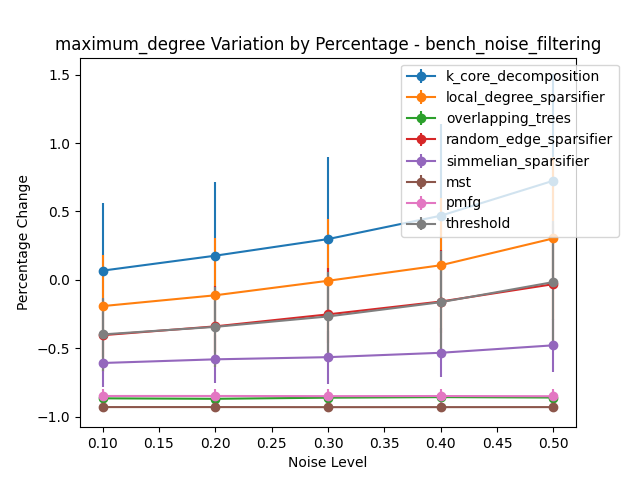 maximum_degree Variation by Percentage - bench_noise_filtering
Percentage Change
1.5
1.0
0.5
0.0
−0.5
−1.0
k_core_decomposition
local_degree_sparsifier
overlapping_trees
random_edge_sparsifier
simmelian_sparsifier
mst
pmfg
threshold
0.10 0.15 0.20 0.25 0.30 0.35 0.40 0.45 0.50
Noise Level